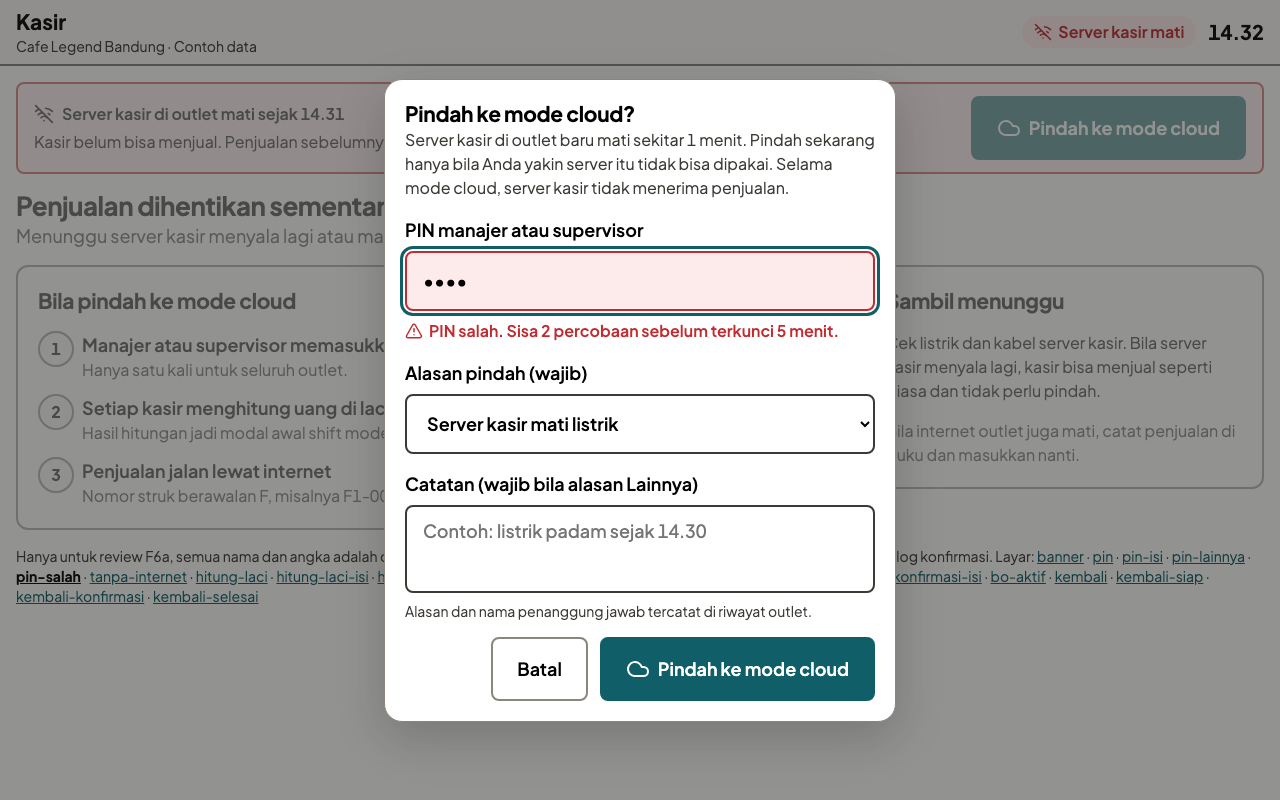 Kasir
Cafe Legend Bandung · Contoh data
Server kasir mati
14.32
Server kasir di outlet mati sejak 14.31
Kasir belum bisa menjual. Penjualan sebelumny
Pindah ke mode cloud
Penjualan dihentikan sementar
Menunggu server kasir menyala lagi atau ma
Bila pindah ke mode cloud
1 Manajer atau supervisor memasukk
Hanya satu kali untuk seluruh outlet.
2 Setiap kasir menghitung uang di lac
Hasil hitungan jadi modal awal shift mode
3 Penjualan jalan lewat internet
Nomor struk berawalan F, misalnya F1-00
Pindah ke mode cloud?
Server kasir di outlet baru mati sekitar 1 menit. Pindah sekarang
hanya bila Anda yakin server itu tidak bisa dipakai. Selama
mode cloud, server kasir tidak menerima penjualan.
PIN manajer atau supervisor
••••
PIN salah. Sisa 2 percobaan sebelum terkunci 5 menit.
Alasan pindah (wajib)
Server kasir mati listrik
Catatan (wajib bila alasan Lainnya)
Contoh: listrik padam sejak 14.30
Alasan dan nama penanggung jawab tercatat di riwayat outlet.
Batal
Pindah ke mode cloud
Sambil menunggu
Cek listrik dan kabel server kasir. Bila server
kasir menyala lagi, kasir bisa menjual seperti
biasa dan tidak perlu pindah.
Bila internet outlet juga mati, catat penjualan di
buku dan masukkan nanti.
Hanya untuk review F6a, semua nama dan angka adalah log konfirmasi. Layar: banner · pin · pin-isi · pin-lainnya ·
pin-salah · tanpa-internet · hitung-laci · hitung-laci-isi · konfirmasi-isi · bo-aktif · kembali · kembali-siap ·
kembali-konfirmasi · kembali-selesai